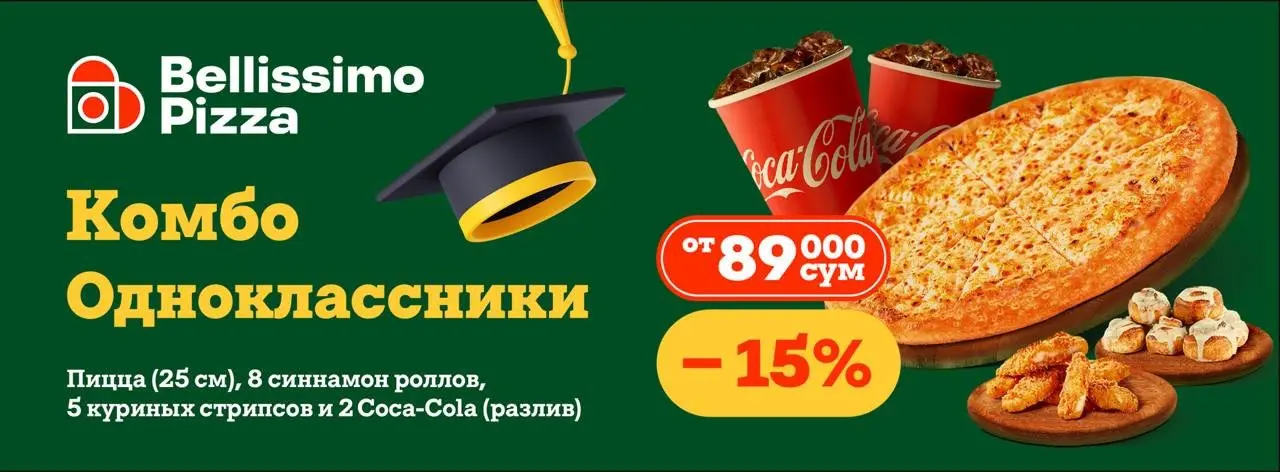 Bellissimo
Pizza
Комбо
Одноклассники
Пицца (25 см), 8 синнамон роллов,
5 куриных стрипсов и 2 Coca-Cola (разлив)
Coca-Cola
от 89 000 сум
– 15%